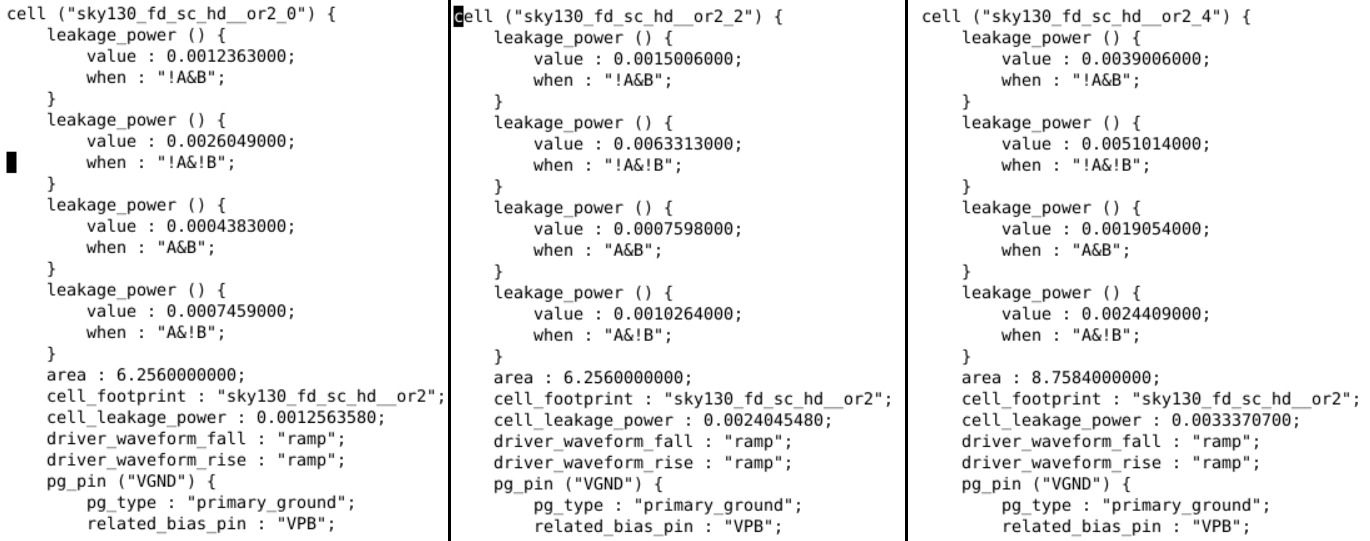 cell ("sky130_fd_sc_hd__or2_0") {
    leakage_power () {
        value : 0.0012363000;
        when : "!A&B";
    }
    leakage_power () {
        value : 0.0026049000;
        when : "!A&!B";
    }
    leakage_power () {
        value : 0.0004383000;
        when : "A&B";
    }
    leakage_power () {
        value : 0.0007459000;
        when : "A&!B";
    }
    area : 6.2560000000;
    cell_footprint : "sky130_fd_sc_hd__or2";
    cell_leakage_power : 0.0012563580;
    driver_waveform_fall : "ramp";
    driver_waveform_rise : "ramp";
    pg_pin ("VGND") {
        pg_type : "primary_ground";
        related_bias_pin : "VPB";
cell ("sky130_fd_sc_hd__or2_2") {
    leakage_power () {
        value : 0.0015006000;
        when : "!A&B";
    }
    leakage_power () {
        value : 0.0063313000;
        when : "!A&!B";
    }
    leakage_power () {
        value : 0.0007598000;
        when : "A&B";
    }
    leakage_power () {
        value : 0.0010264000;
        when : "A&!B";
    }
    area : 6.2560000000;
    cell_footprint : "sky130_fd_sc_hd__or2";
    cell_leakage_power : 0.0024045480;
    driver_waveform_fall : "ramp";
    driver_waveform_rise : "ramp";
    pg_pin ("VGND") {
        pg_type : "primary_ground";
        related_bias_pin : "VPB";
cell ("sky130_fd_sc_hd__or2_4") {
    leakage_power () {
        value : 0.0039006000;
        when : "!A&B";
    }
    leakage_power () {
        value : 0.0051014000;
        when : "!A&!B";
    }
    leakage_power () {
        value : 0.0019054000;
        when : "A&B";
    }
    leakage_power () {
        value : 0.0024409000;
        when : "A&!B";
    }
    area : 8.7584000000;
    cell_footprint : "sky130_fd_sc_hd__or2";
    cell_leakage_power : 0.0033370700;
    driver_waveform_fall : "ramp";
    driver_waveform_rise : "ramp";
    pg_pin ("VGND") {
        pg_type : "primary_ground";
        related_bias_pin : "VPB";